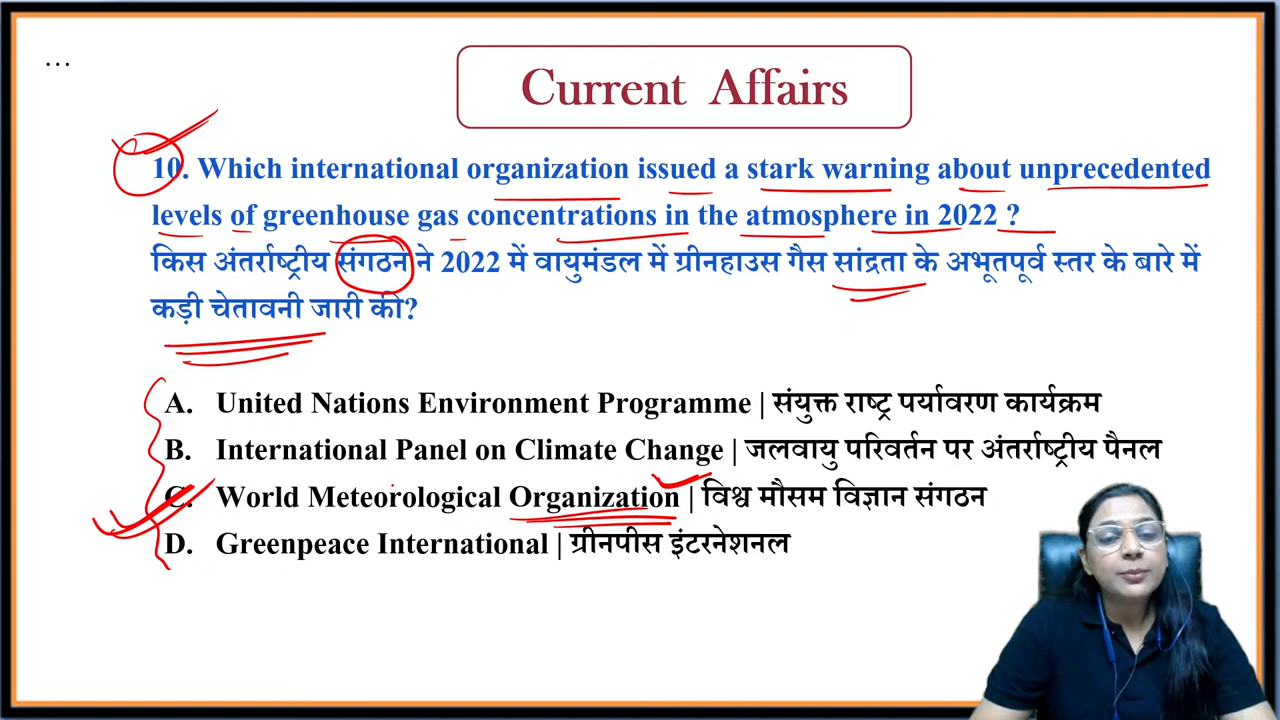 ...
Current Affairs
10. Which international organization issued a stark warning about unprecedented
levels of greenhouse gas concentrations in the atmosphere in 2022 ?
किस अंतर्राष्ट्रीय संगठन ने 2022 में वायुमंडल में ग्रीनहाउस गैस सांद्रता के अभूतपूर्व स्तर के बारे में
कड़ी चेतावनी जारी की?
A. United Nations Environment Programme | संयुक्त राष्ट्र पर्यावरण कार्यक्रम
B. International Panel on Climate Change | जलवायु परिवर्तन पर अंतर्राष्ट्रीय पैनल
C. World Meteorological Organization | विश्व मौसम विज्ञान संगठन
D. Greenpeace International | ग्रीनपीस इंटरनेशनल